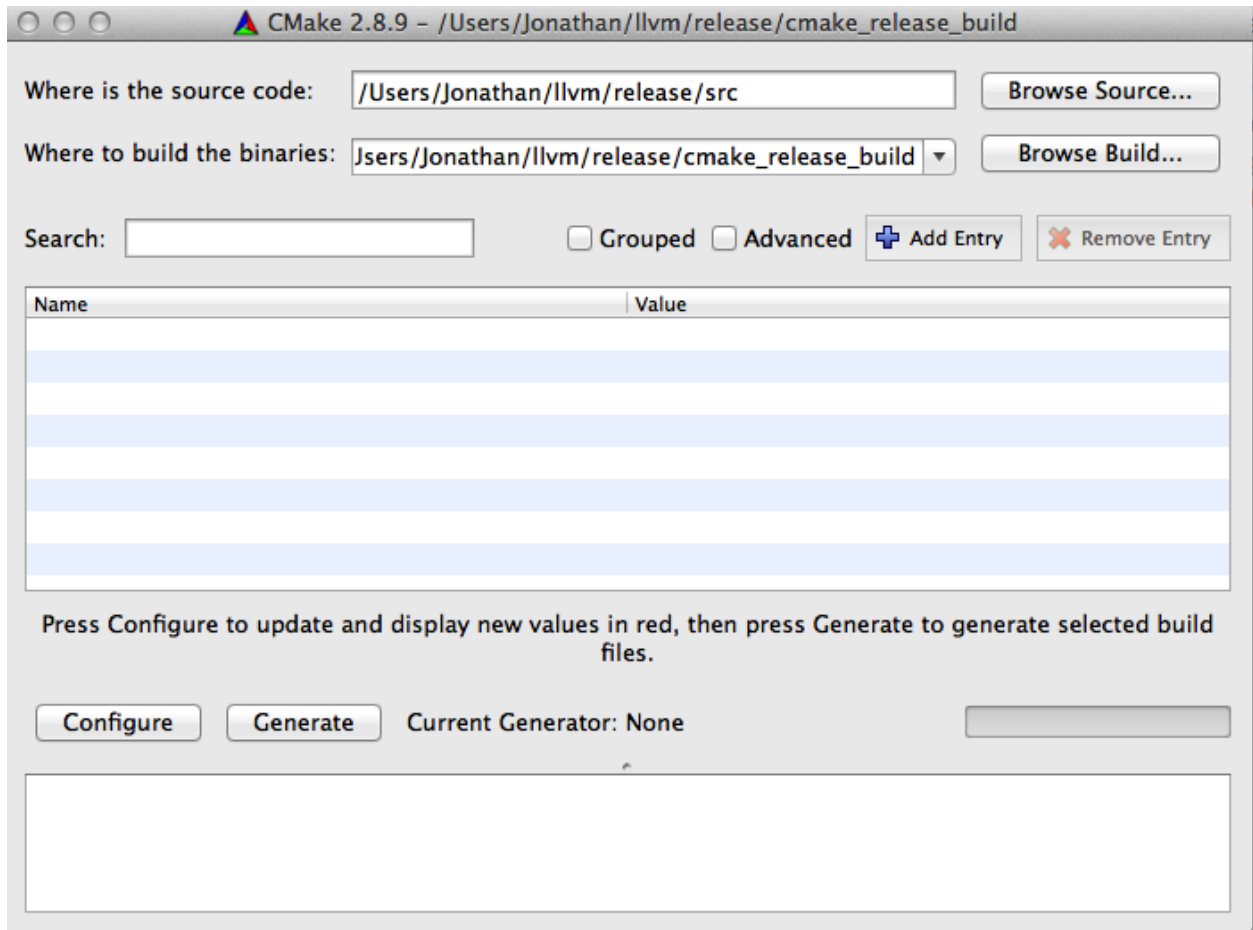 CMake 2.8.9 – /Users/Jonathan/llvm/release/cmake_release_build
Where is the source code: /Users/Jonathan/llvm/release/src Browse Source...
Where to build the binaries: Jsers/Jonathan/llvm/release/cmake_release_build Browse Build...
Search: Grouped Advanced Add Entry Remove Entry
Name Value
Press Configure to update and display new values in red, then press Generate to generate selected build
files.
Configure Generate Current Generator: None